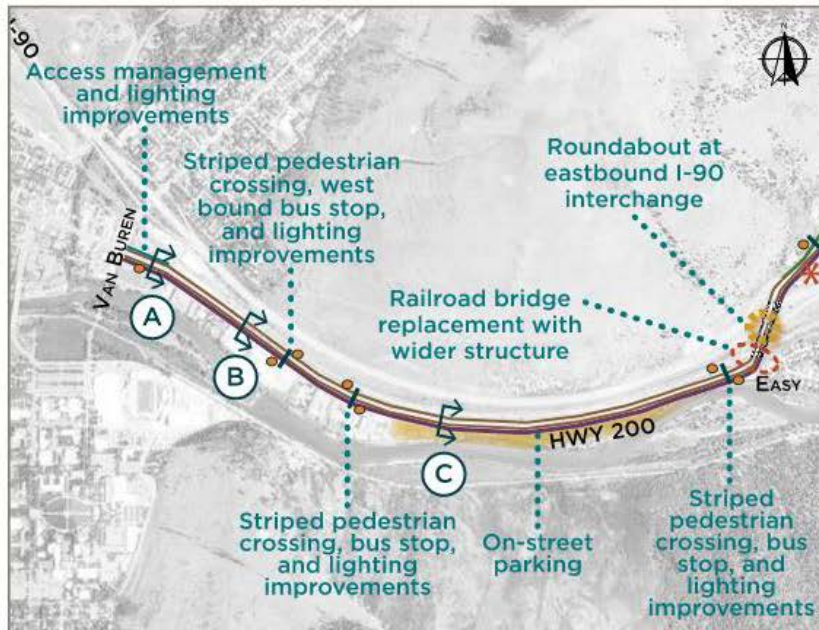 I-90
Access management
and lighting
improvements
Striped pedestrian
crossing, west
bound bus stop,
and lighting
improvements
Roundabout at
eastbound I-90
interchange
Railroad bridge
replacement with
wider structure
VAN BUREN
A
B
C
EASY
HWY 200
Striped pedestrian
crossing, bus stop,
and lighting
improvements
On-street
parking
Striped
pedestrian
crossing, bus
stop, and
lighting
improvements